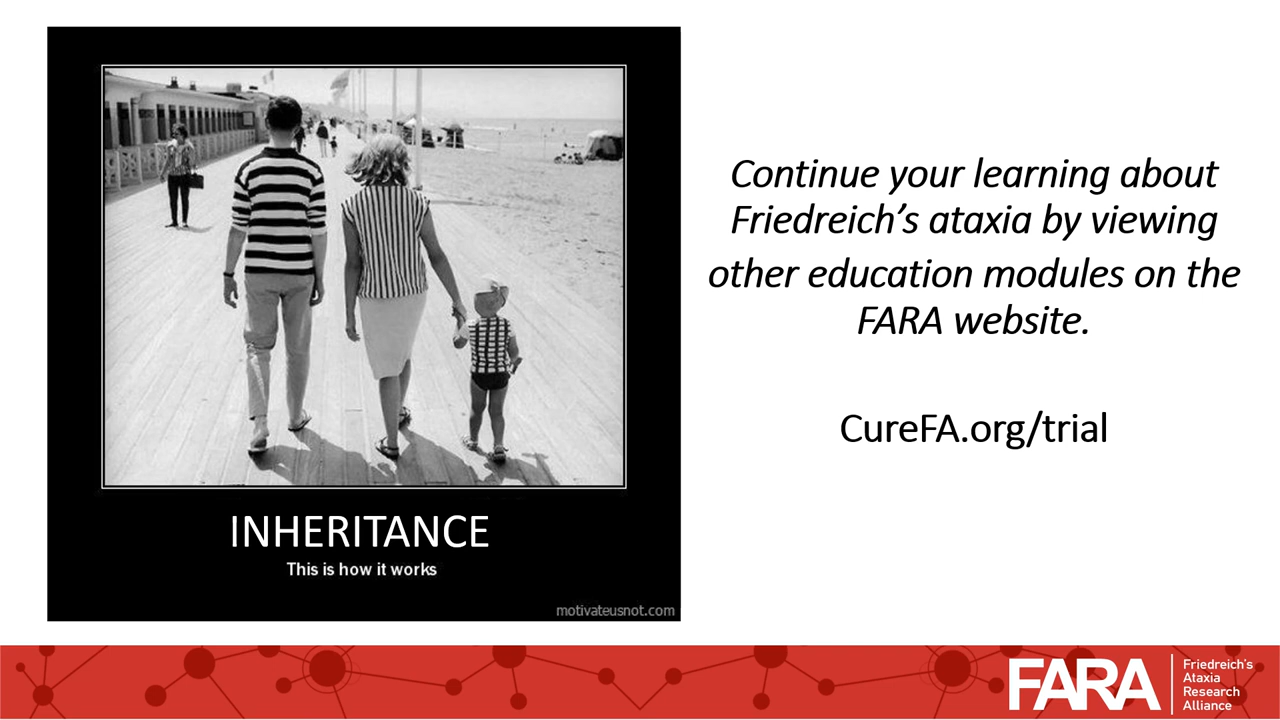 INHERITANCE
This is how it works
motivateusnot.com
Continue your learning about
Friedreich’s ataxia by viewing
other education modules on the
FARA website.
CureFA.org/trial
FARA
Friedreich's
Ataxia
Research
Alliance